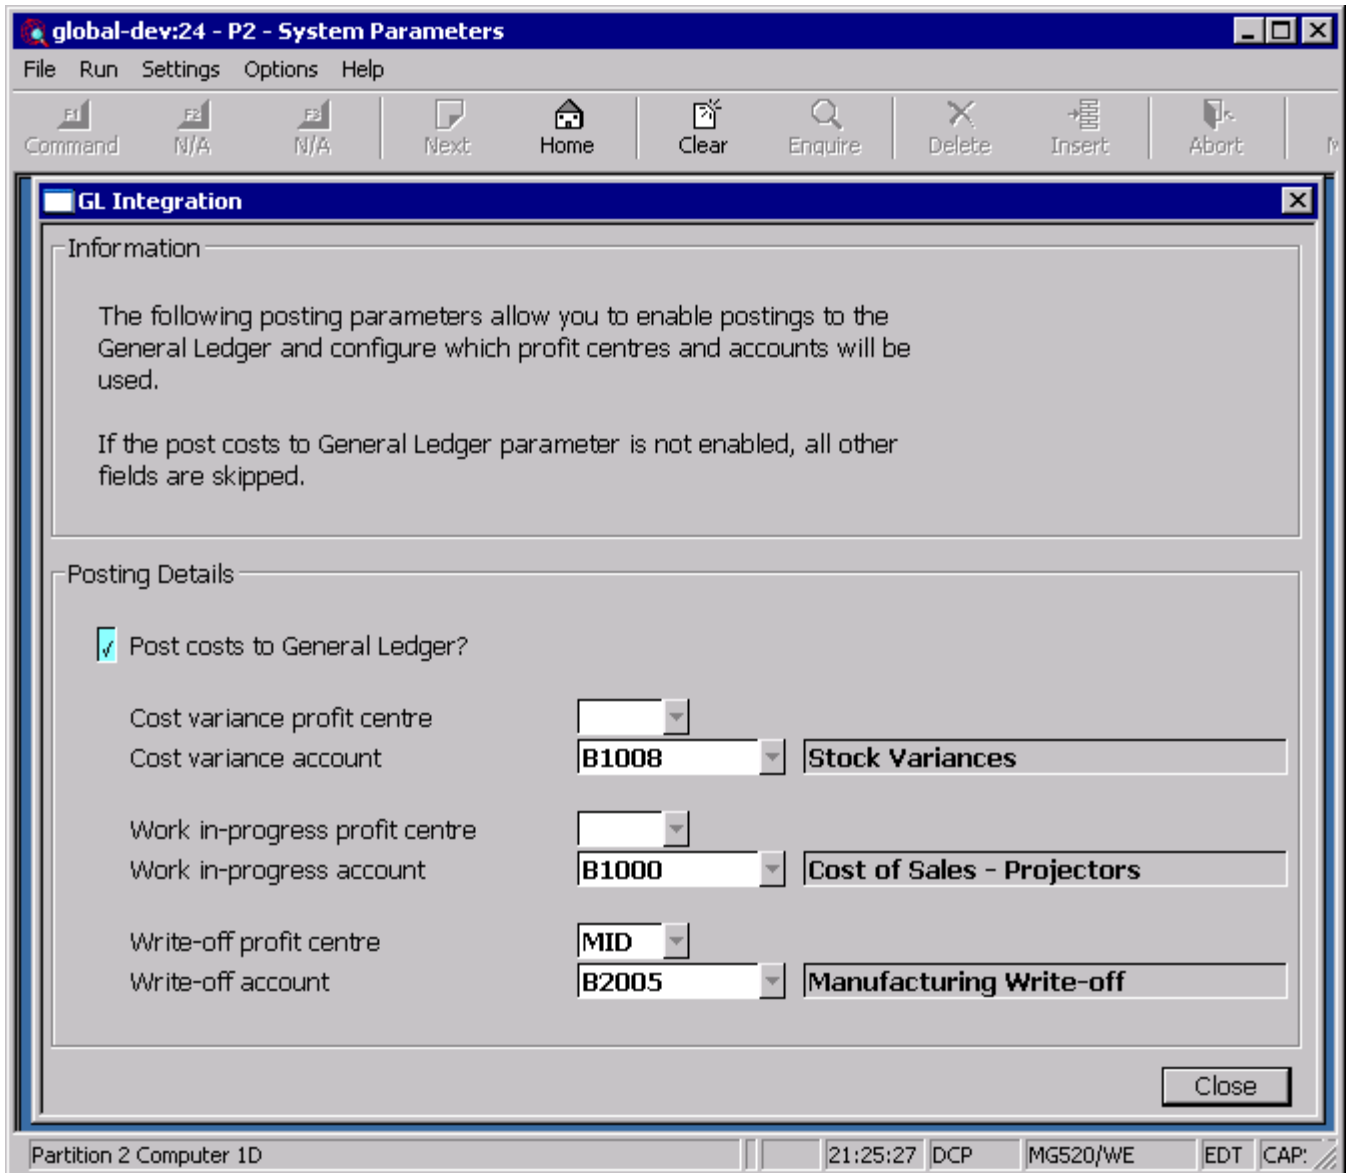 global-dev:24 - P2 - System Parameters
File Run Settings Options Help
F1 F2 F3
Command N/A N/A Next Home Clear Enquire Delete Insert Abort
GL Integration
Information
The following posting parameters allow you to enable postings to the
General Ledger and configure which profit centres and accounts will be
used.
If the post costs to General Ledger parameter is not enabled, all other
fields are skipped.
Posting Details
Post costs to General Ledger?
Cost variance profit centre
Cost variance account B1008 Stock Variances
Work in-progress profit centre
Work in-progress account B1000 Cost of Sales - Projectors
Write-off profit centre MID
Write-off account B2005 Manufacturing Write-off
Close
Partition 2 Computer 1D 21:25:27 DCP MG520/WE EDT CAP